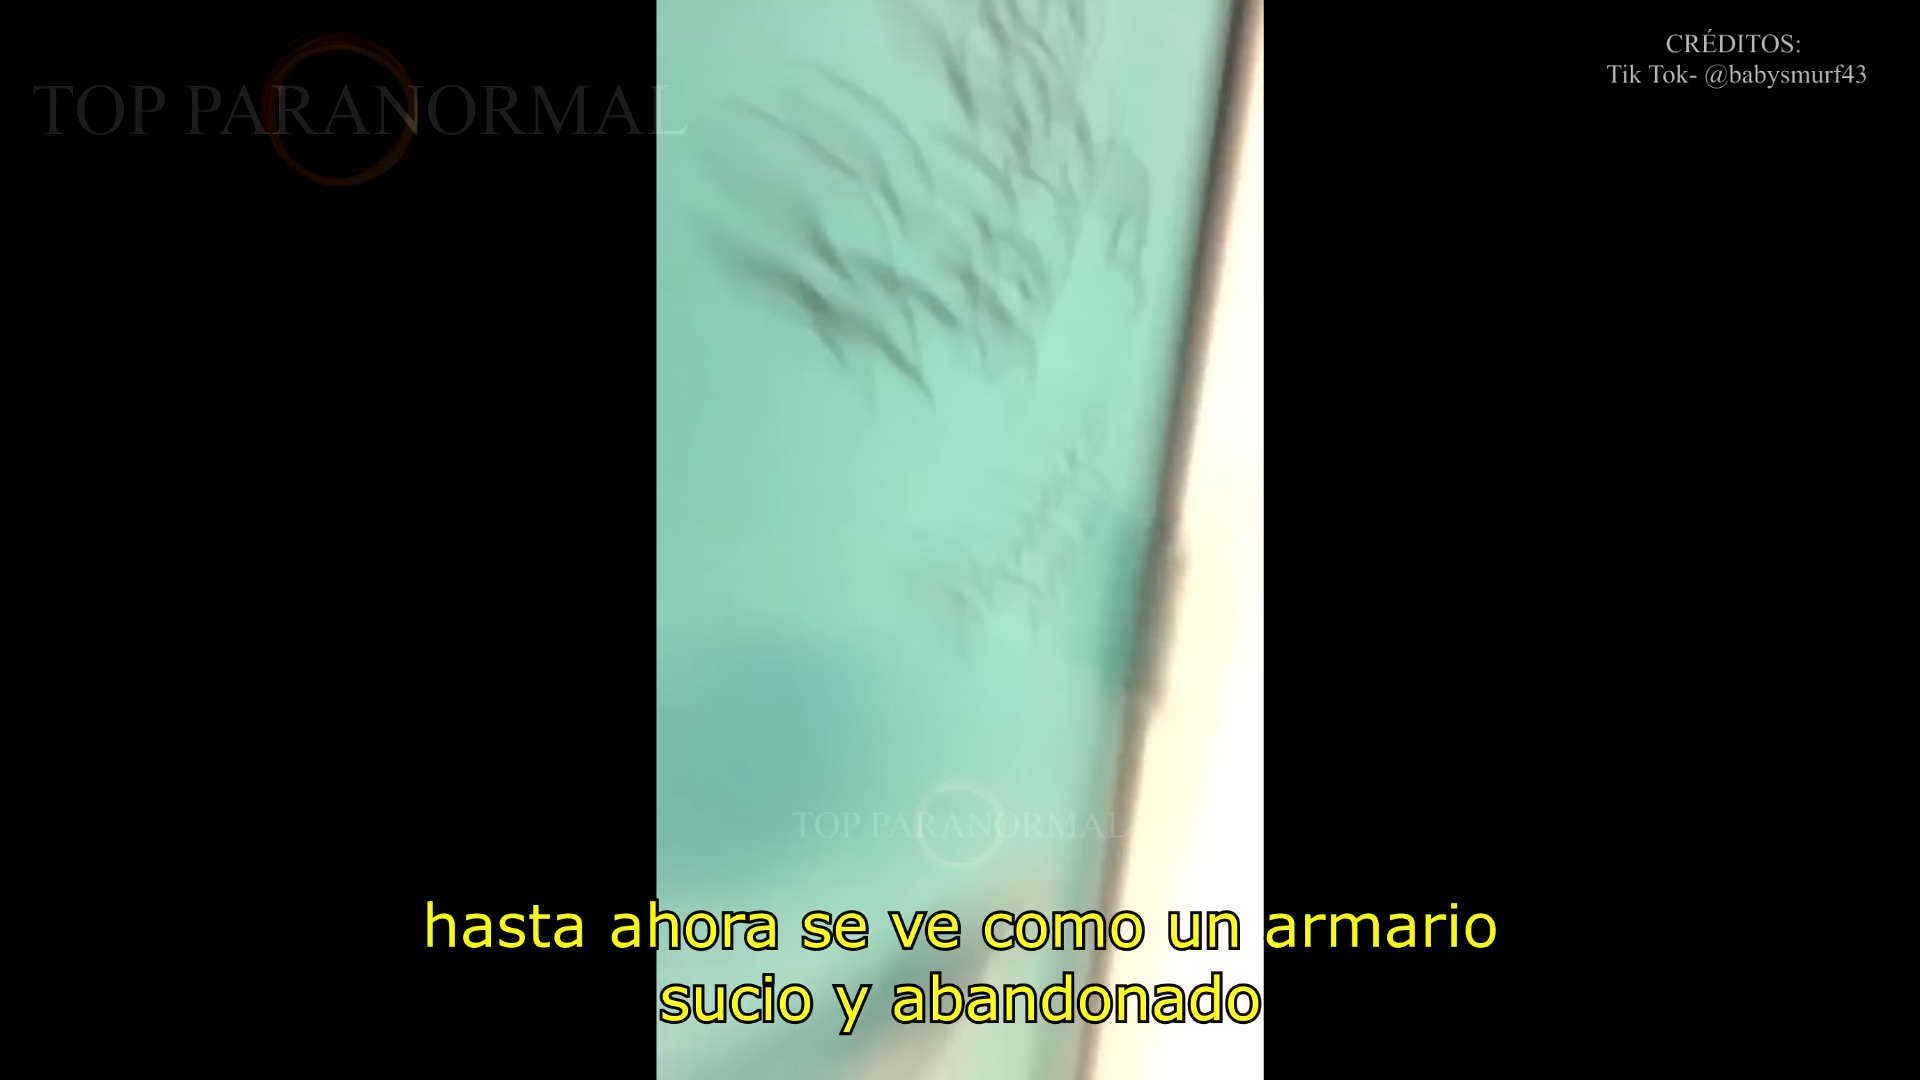 TOP PARANORMAL
CRÉDITOS:
Tik Tok- @babysmurf43
TOP PARANORMAL
hasta ahora se ve como un armario
sucio y abandonado